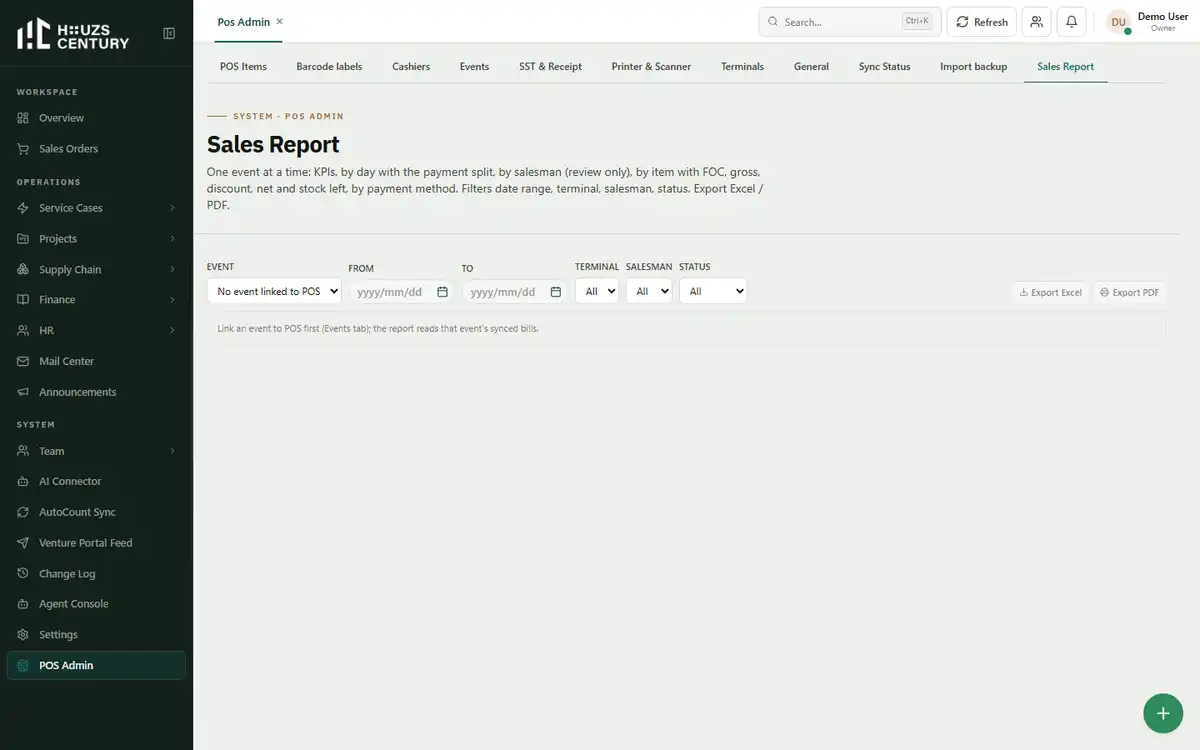 HOUZS
CENTURY
WORKSPACE
Overview
Sales Orders
OPERATIONS
Service Cases
Projects
Supply Chain
Finance
HR
Mail Center
Announcements
SYSTEM
Team
AI Connector
AutoCount Sync
Venture Portal Feed
Change Log
Agent Console
Settings
POS Admin
Pos Admin ×
Search... Ctrl+K
Refresh
DU Demo User
Owner
POS Items Barcode labels Cashiers Events SST & Receipt Printer & Scanner Terminals General Sync Status Import backup Sales Report
SYSTEM · POS ADMIN
Sales Report
One event at a time: KPIs, by day with the payment split, by salesman (review only), by item with FOC, gross,
discount, net and stock left, by payment method. Filters date range, terminal, salesman, status. Export Excel /
PDF.
EVENT FROM TO TERMINAL SALESMAN STATUS
No event linked to POS yyyy/mm/dd yyyy/mm/dd All All All Export Excel Export PDF
Link an event to POS first (Events tab); the report reads that event's synced bills.
+